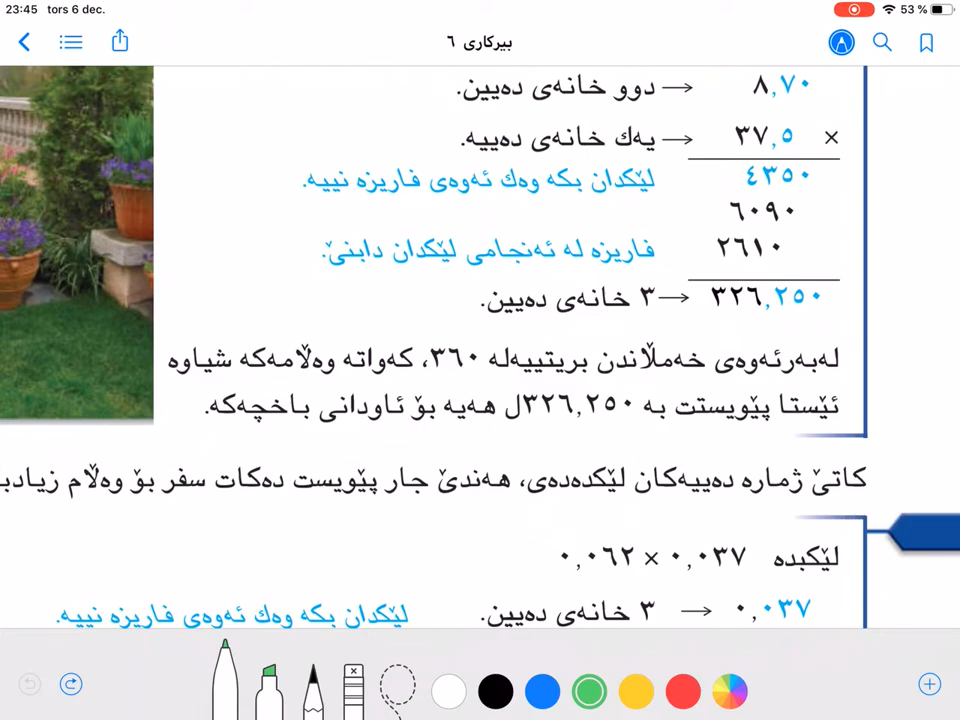 23:45 tors 6 dec. 53 %
بیرکاری ٦
٨,٧٠ → دوو خانەی دەیین.
× ٣٧,٥ → یەك خانەی دەییە.
٤٣٥٠ لێکدان بکە وەك ئەوەی فاریزە نییە.
٦٠٩٠
٢٦١٠ فاریزە لە ئەنجامی لێکدان دابنێ.
٣٢٦,٢٥٠ → ٣ خانەی دەیین.
لەبەرئەوەی خەمڵاندن بریتییەلە ٣٦٠، کەواتە وەڵامەکە شیاوە
ئێستا پێویستت بە ٣٢٦,٢٥٠ل هەیە بۆ ئاودانی باخچەکە.
کاتێ ژمارە دەییەکان لێکدەدەی، هەندێ جار پێویست دەکات سفر بۆ وەڵام
لێکبدە ٠,٠٣٧ × ٠,٠٦٢
٠,٠٣٧ → ٣ خانەی دەیین. لێکدان بکە وەك ئەوەی فاریزە نییە.